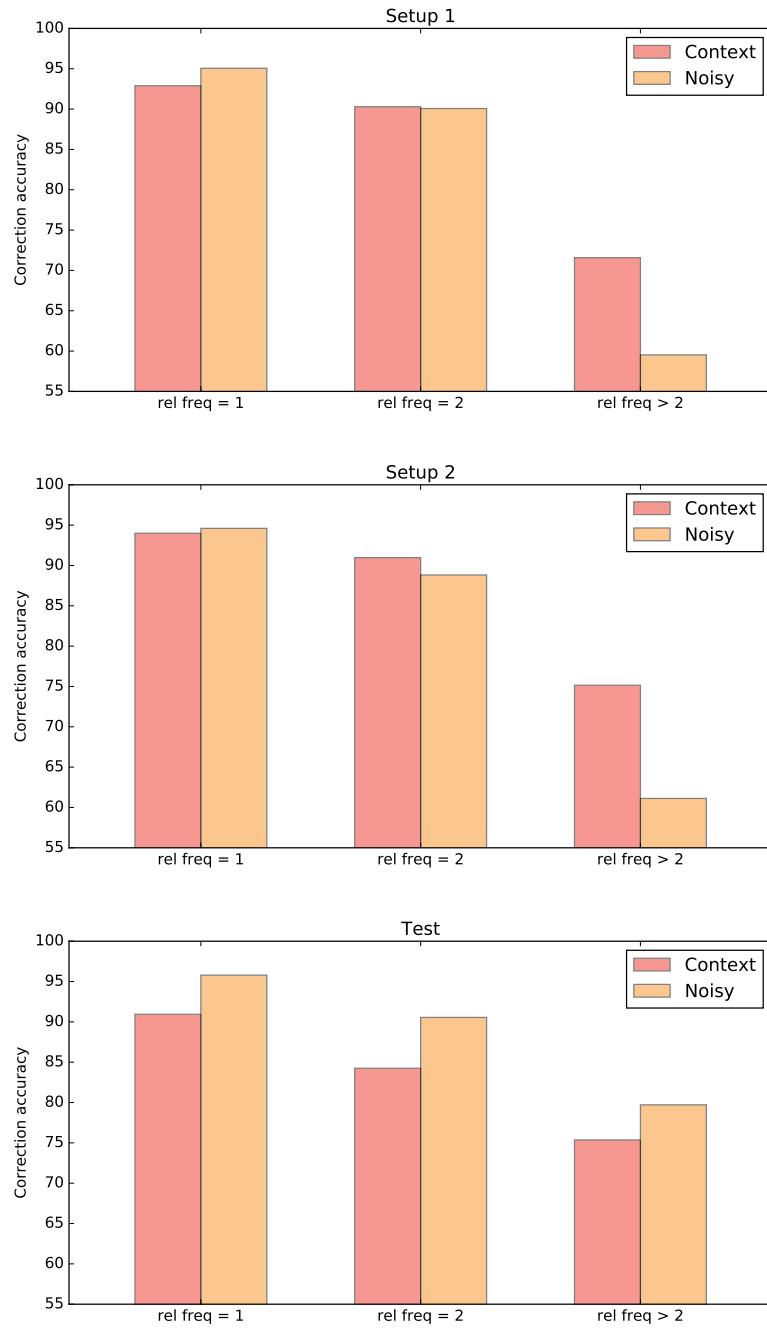 Setup 1
100
95
90
85
80
75
70
65
60
55
Correction accuracy
Context
Noisy
rel freq = 1
rel freq = 2
rel freq > 2
Setup 2
100
95
90
85
80
75
70
65
60
55
Correction accuracy
Context
Noisy
rel freq = 1
rel freq = 2
rel freq > 2
Test
100
95
90
85
80
75
70
65
60
55
Correction accuracy
Context
Noisy
rel freq = 1
rel freq = 2
rel freq > 2